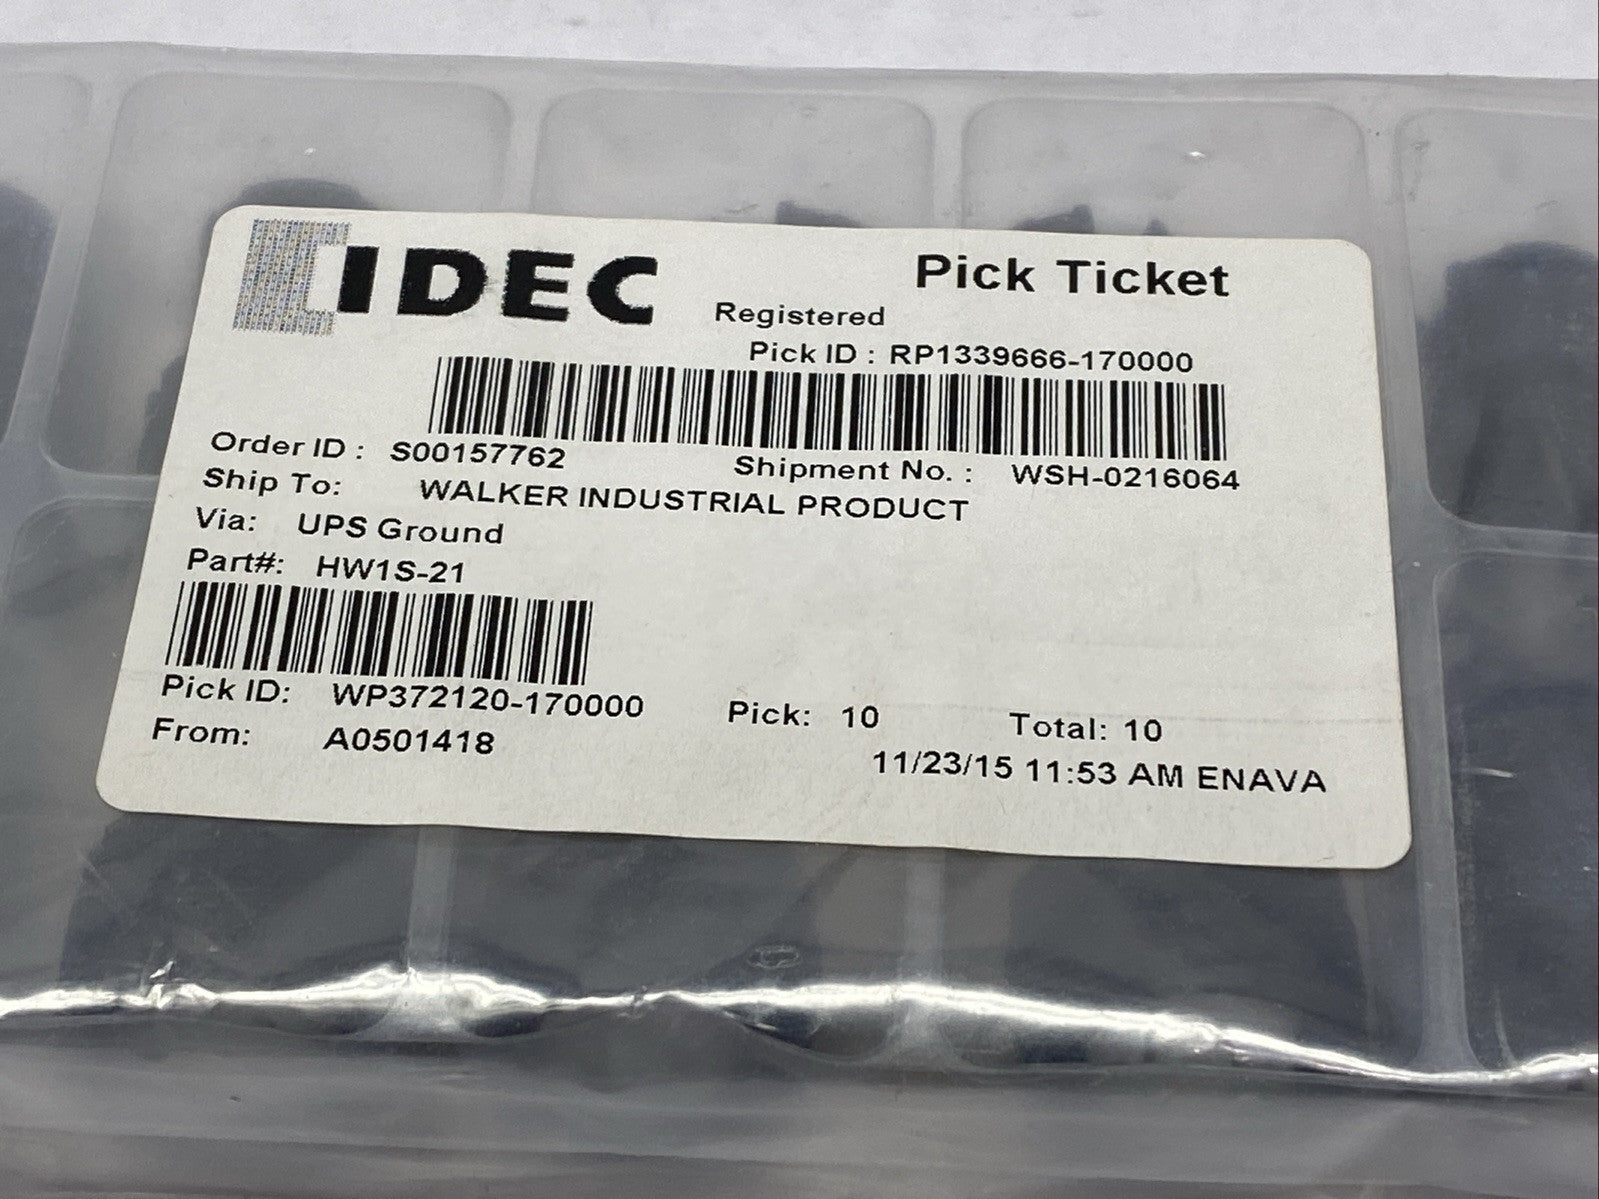 IDEC Pick Ticket
Registered
Pick ID : RP1339666-170000
Order ID : S00157762 Shipment No. : WSH-0216064
Ship To: WALKER INDUSTRIAL PRODUCT
Via: UPS Ground
Part#: HW1S-21
Pick ID: WP372120-170000 Pick: 10 Total: 10
From: A0501418
11/23/15 11:53 AM ENAVA